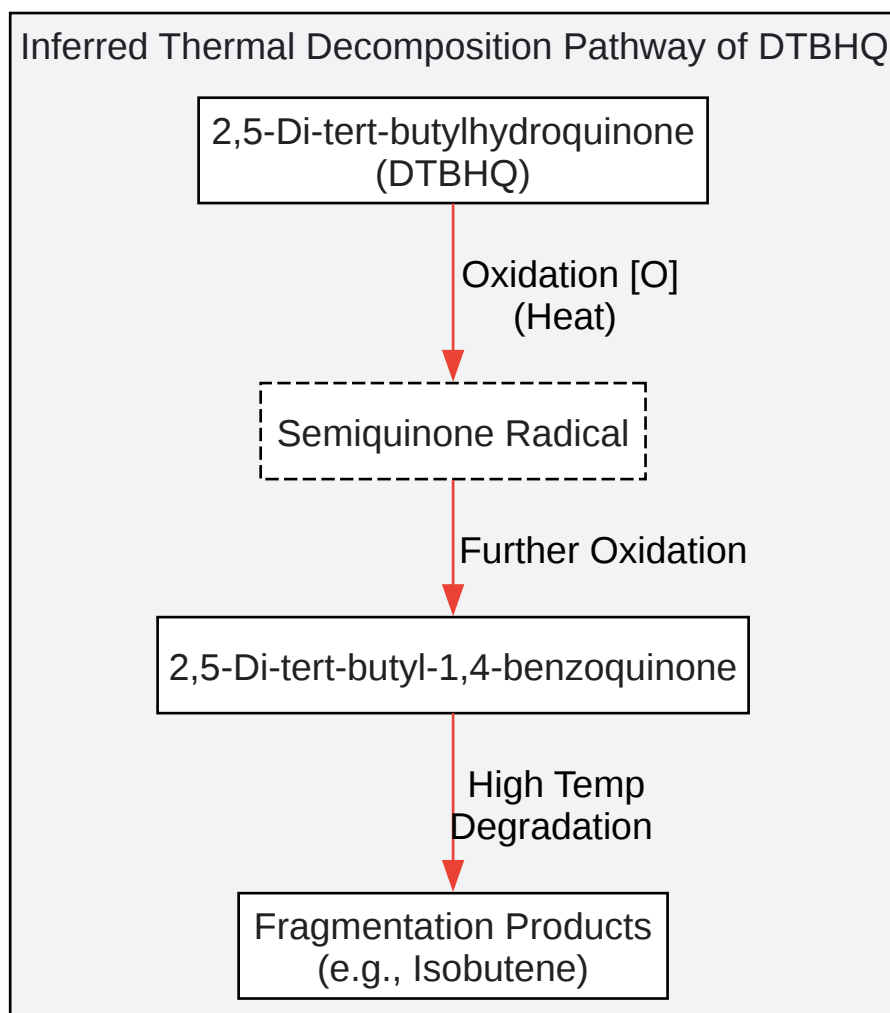 Inferred Thermal Decomposition Pathway of DTBHQ
2,5-Di-tert-butylhydroquinone
(DTBHQ)
Oxidation [O]
(Heat)
Semiquinone Radical
Further Oxidation
2,5-Di-tert-butyl-1,4-benzoquinone
High Temp
Degradation
Fragmentation Products
(e.g., Isobutene)